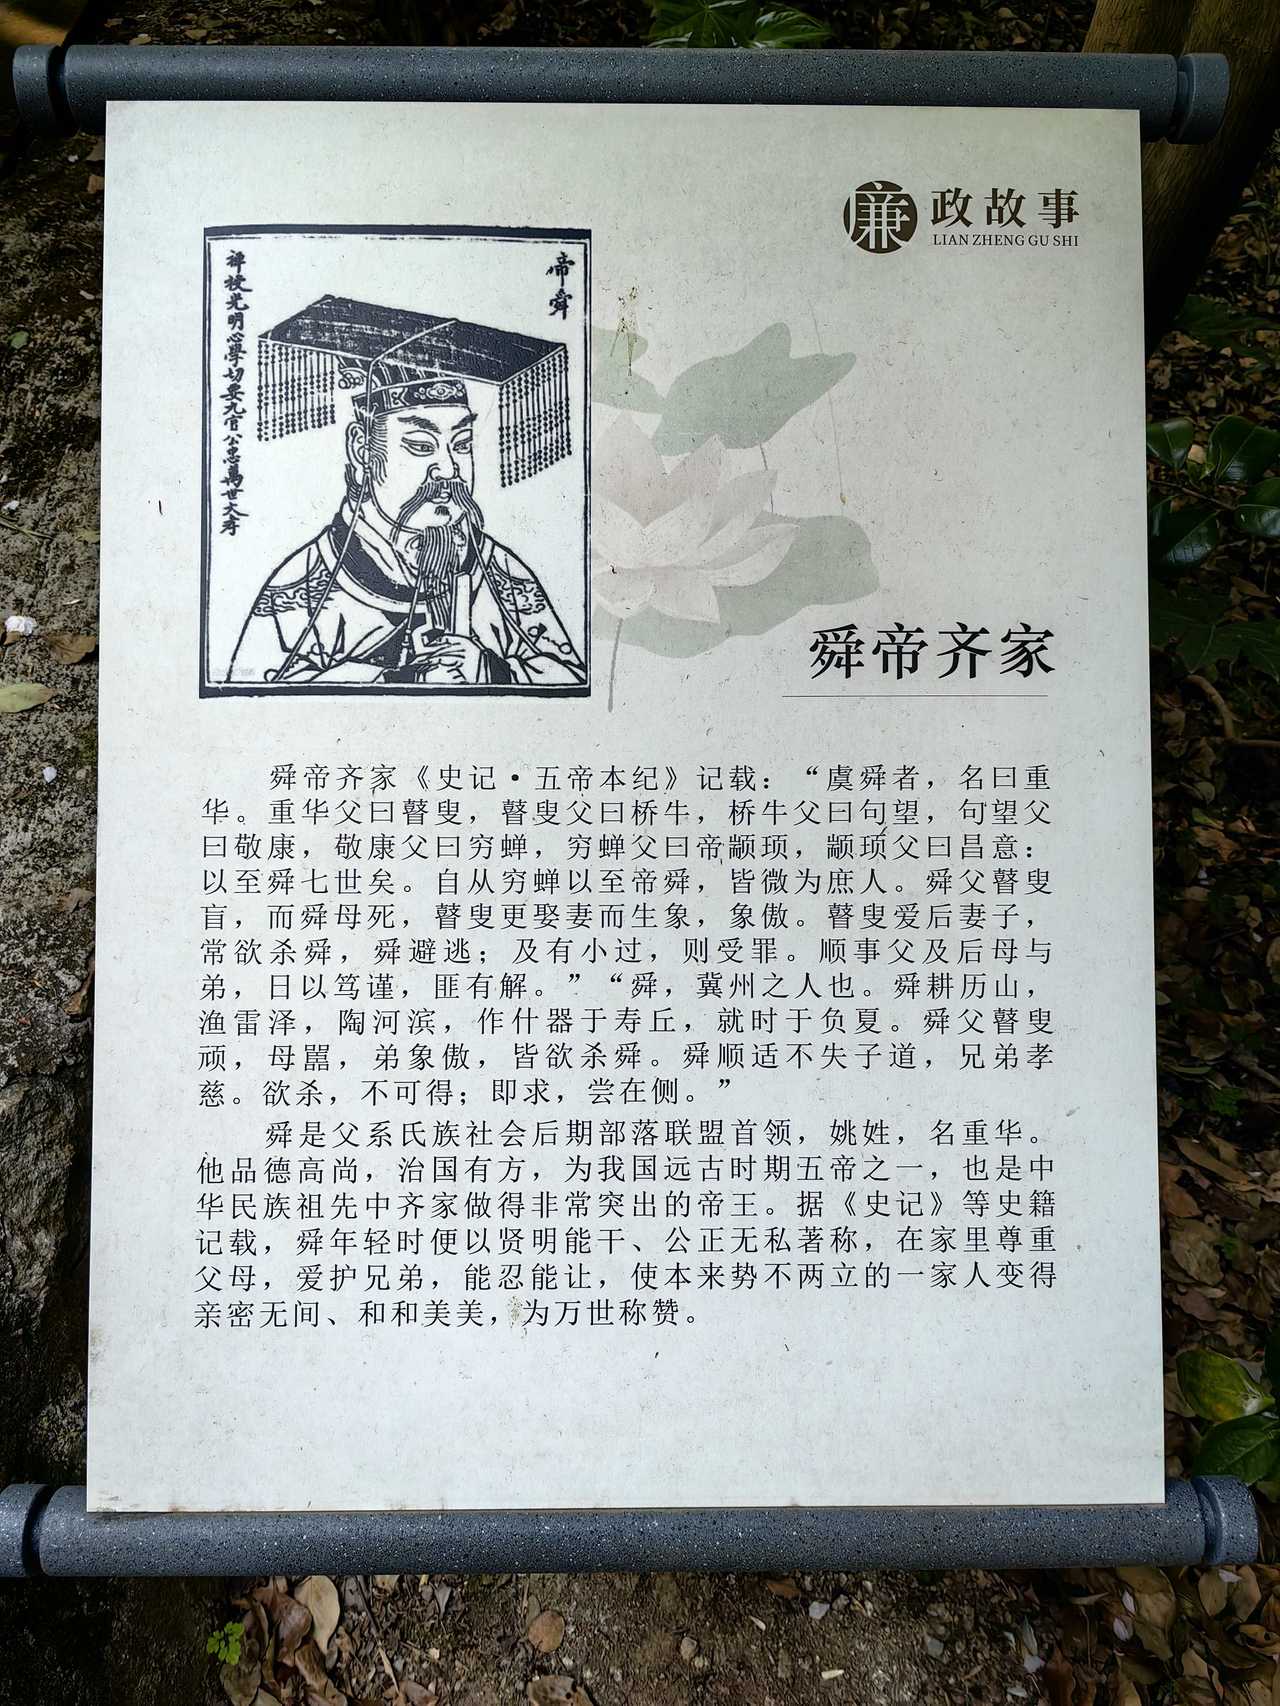 廉政故事
LIAN ZHENG GU SHI
帝舜
禅授光明心学切要九官公忠万世大孝
舜帝齐家
舜帝齐家《史记·五帝本纪》记载：“虞舜者，名曰重
华。重华父曰瞽叟，瞽叟父曰桥牛，桥牛父曰句望，句望父
曰敬康，敬康父曰穷蝉，穷蝉父曰帝颛顼，颛顼父曰昌意：
以至舜七世矣。自从穷蝉以至帝舜，皆微为庶人。舜父瞽叟
盲，而舜母死，瞽叟更娶妻而生象，象傲。瞽叟爱后妻子，
常欲杀舜，舜避逃；及有小过，则受罪。顺事父及后母与
弟，日以笃谨，匪有解。”“舜，冀州之人也。舜耕历山，
渔雷泽，陶河滨，作什器于寿丘，就时于负夏。舜父瞽叟
顽，母嚚，弟象傲，皆欲杀舜。舜顺适不失子道，兄弟孝
慈。欲杀，不可得；即求，尝在侧。”
舜是父系氏族社会后期部落联盟首领，姚姓，名重华。
他品德高尚，治国有方，为我国远古时期五帝之一，也是中
华民族祖先中齐家做得非常突出的帝王。据《史记》等史籍
记载，舜年轻时便以贤明能干、公正无私著称，在家里尊重
父母，爱护兄弟，能忍能让，使本来势不两立的一家人变得
亲密无间、和和美美，为万世称赞。